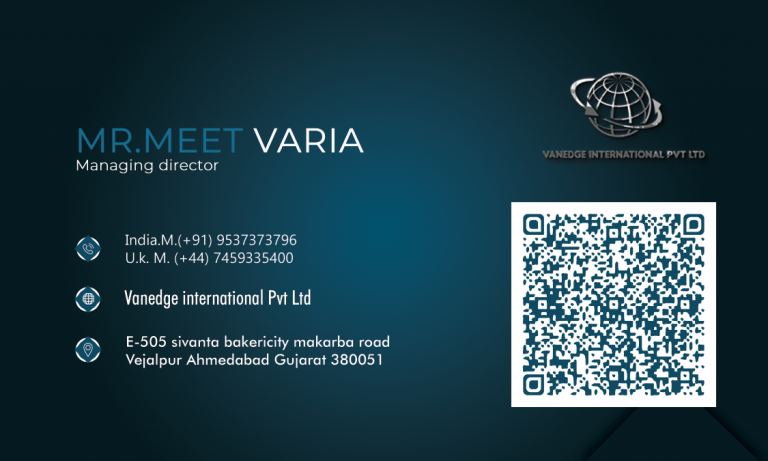 MR.MEET VARIA
Managing director
VANEDGE INTERNATIONAL PVT LTD
India.M.(+91) 9537373796
U.k. M. (+44) 7459335400
Vanedge international Pvt Ltd
E-505 sivanta bakericity makarba road
Vejalpur Ahmedabad Gujarat 380051